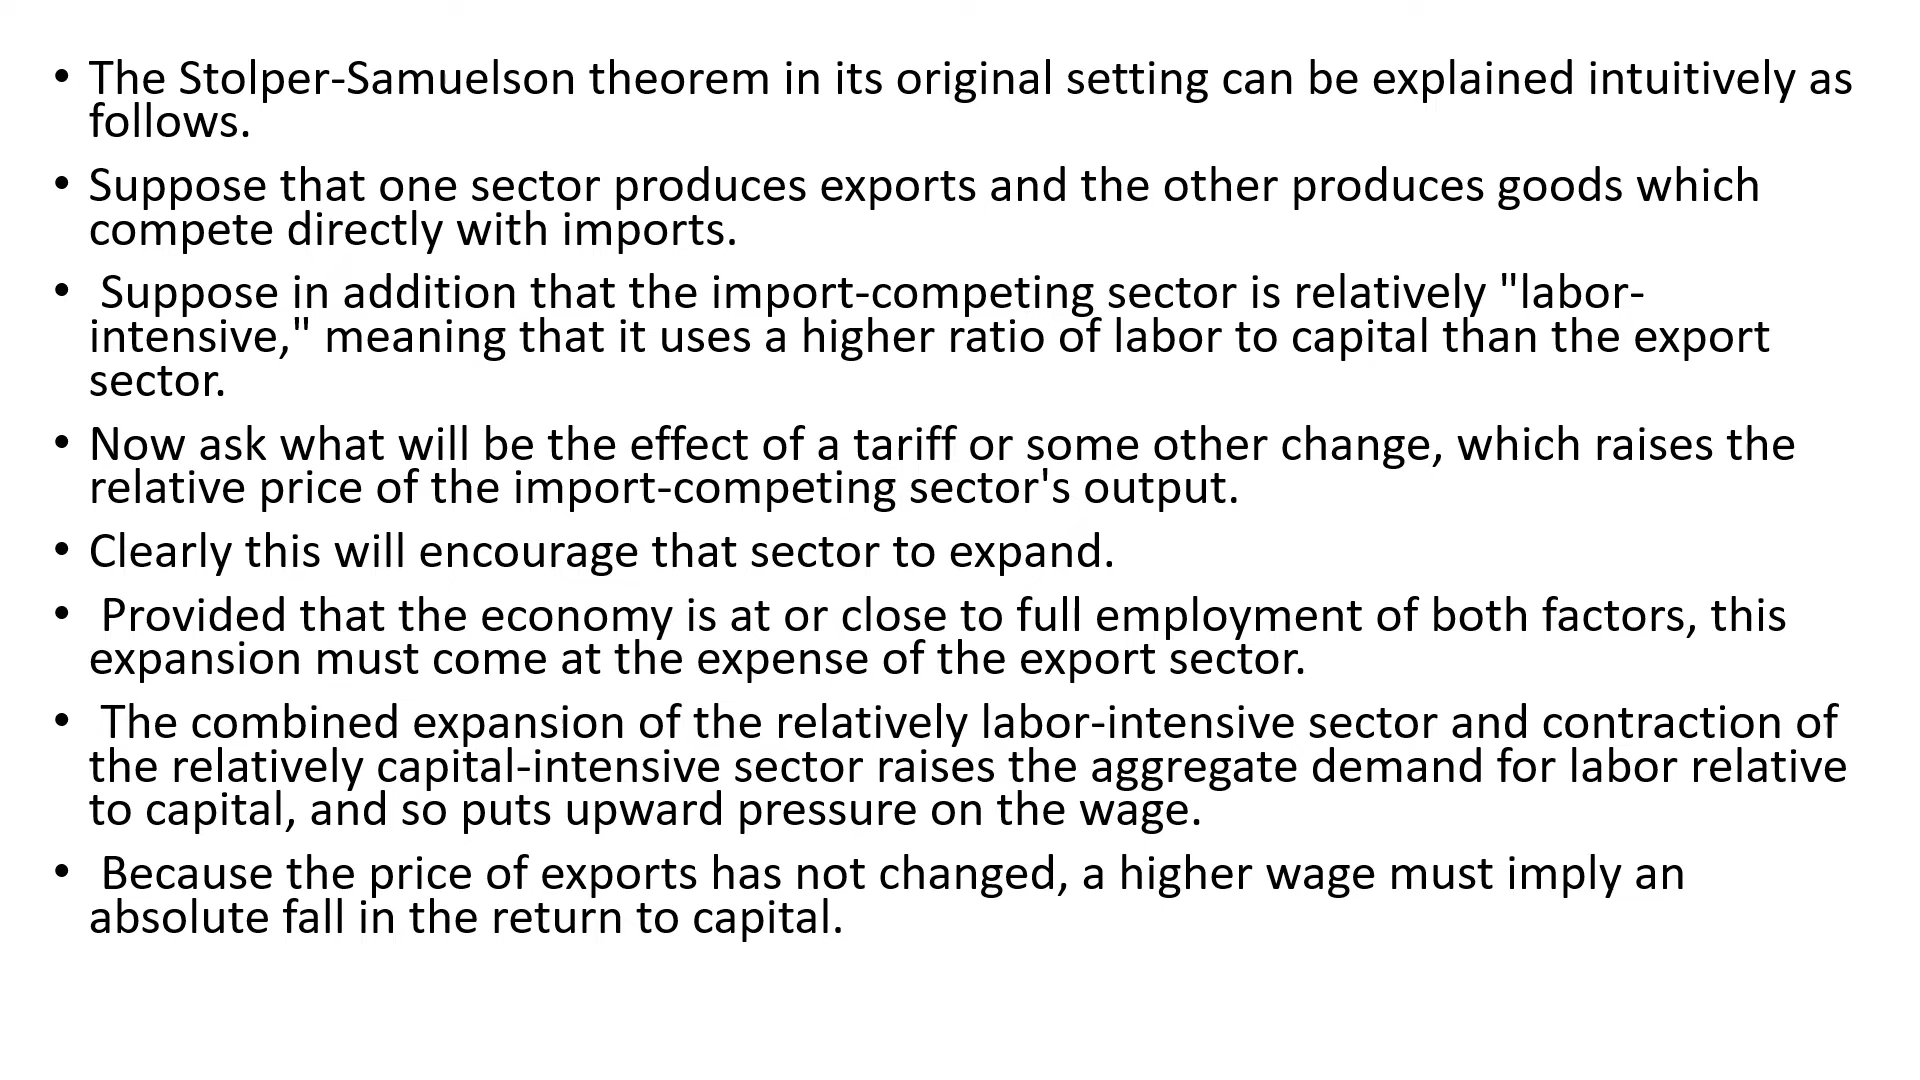 • The Stolper-Samuelson theorem in its original setting can be explained intuitively as
follows.
• Suppose that one sector produces exports and the other produces goods which
compete directly with imports.
• Suppose in addition that the import-competing sector is relatively "labor-
intensive," meaning that it uses a higher ratio of labor to capital than the export
sector.
• Now ask what will be the effect of a tariff or some other change, which raises the
relative price of the import-competing sector's output.
• Clearly this will encourage that sector to expand.
• Provided that the economy is at or close to full employment of both factors, this
expansion must come at the expense of the export sector.
• The combined expansion of the relatively labor-intensive sector and contraction of
the relatively capital-intensive sector raises the aggregate demand for labor relative
to capital, and so puts upward pressure on the wage.
• Because the price of exports has not changed, a higher wage must imply an
absolute fall in the return to capital.